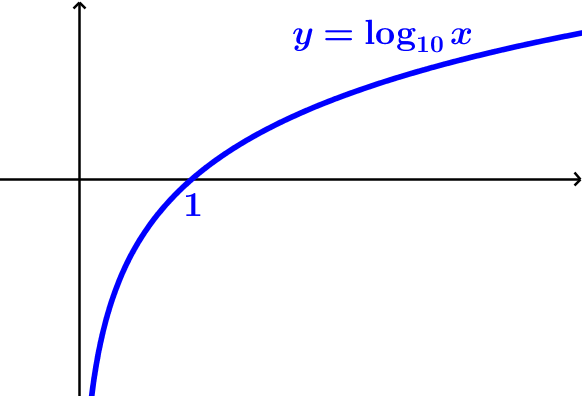 y = log₁₀ x
1